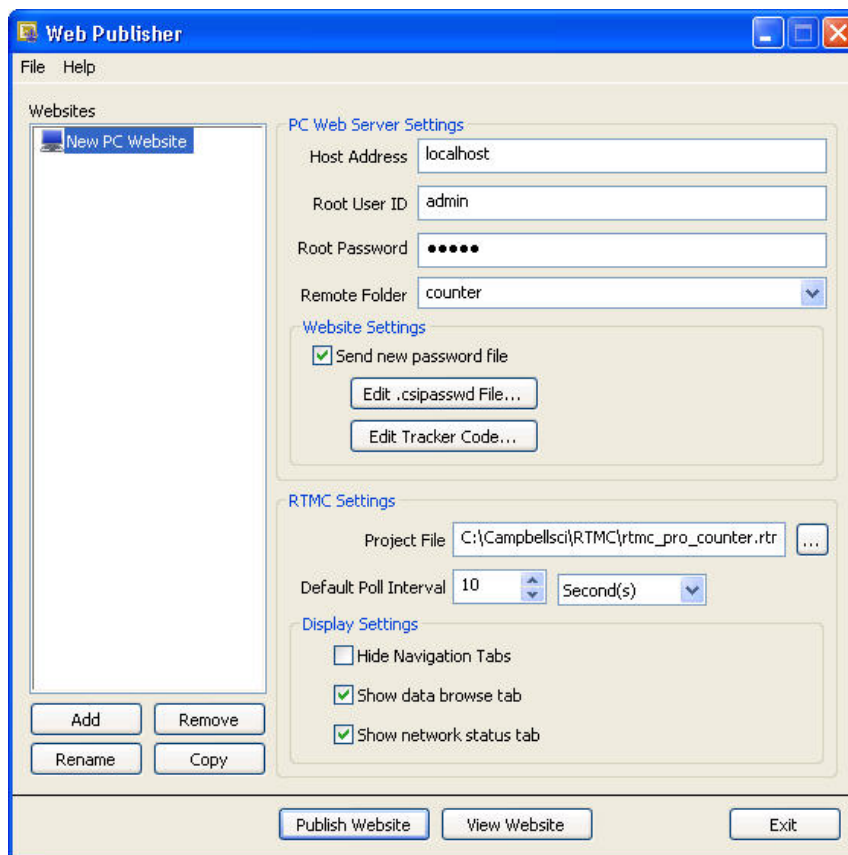 Web Publisher
File Help
Websites
New PC Website
PC Web Server Settings
Host Address localhost
Root User ID admin
Root Password •••••
Remote Folder counter
Website Settings
Send new password file
Edit .csipasswd File...
Edit Tracker Code...
RTMC Settings
Project File C:\Campbellsci\RTMC\rtmc_pro_counter.rtr ...
Default Poll Interval 10 Second(s)
Display Settings
Hide Navigation Tabs
Show data browse tab
Show network status tab
Add Remove
Rename Copy
Publish Website View Website Exit